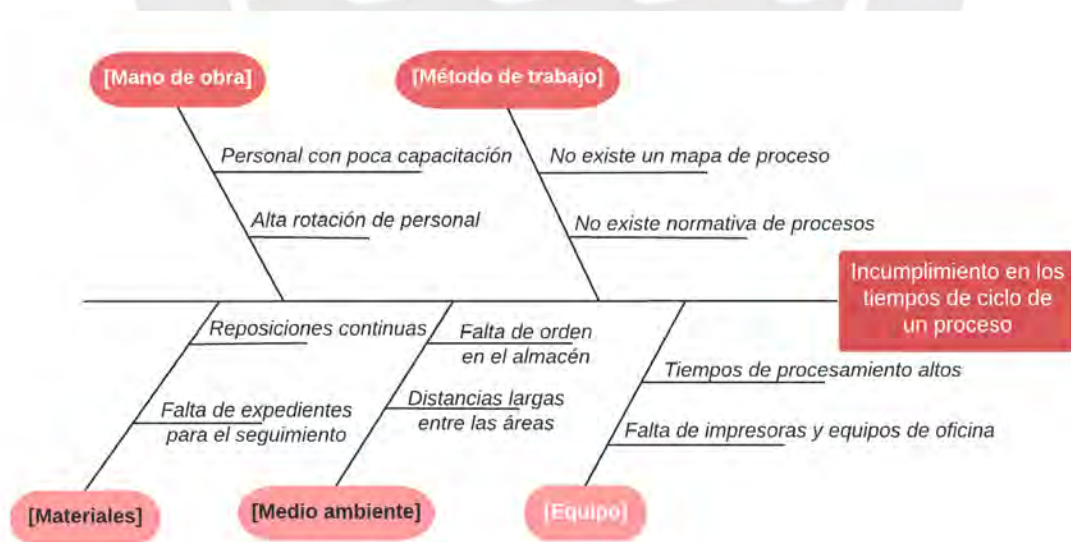 [Mano de obra]
[Método de trabajo]
Personal con poca capacitación
No existe un mapa de proceso
Alta rotación de personal
No existe normativa de procesos
Incumplimiento en los
tiempos de ciclo de
un proceso
Reposiciones continuas
Falta de orden
en el almacén
Tiempos de procesamiento altos
Falta de expedientes
para el seguimiento
Distancias largas
entre las áreas
Falta de impresoras y equipos de oficina
[Materiales]
[Medio ambiente]
[Equipo]